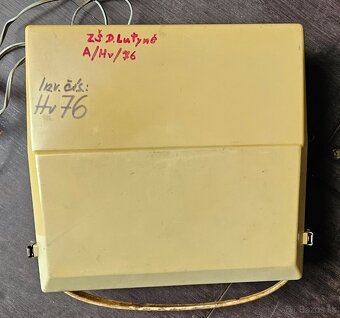 ZŠ D. Lutyně
A/Hv/76
Inv. čís.:
Hv 76